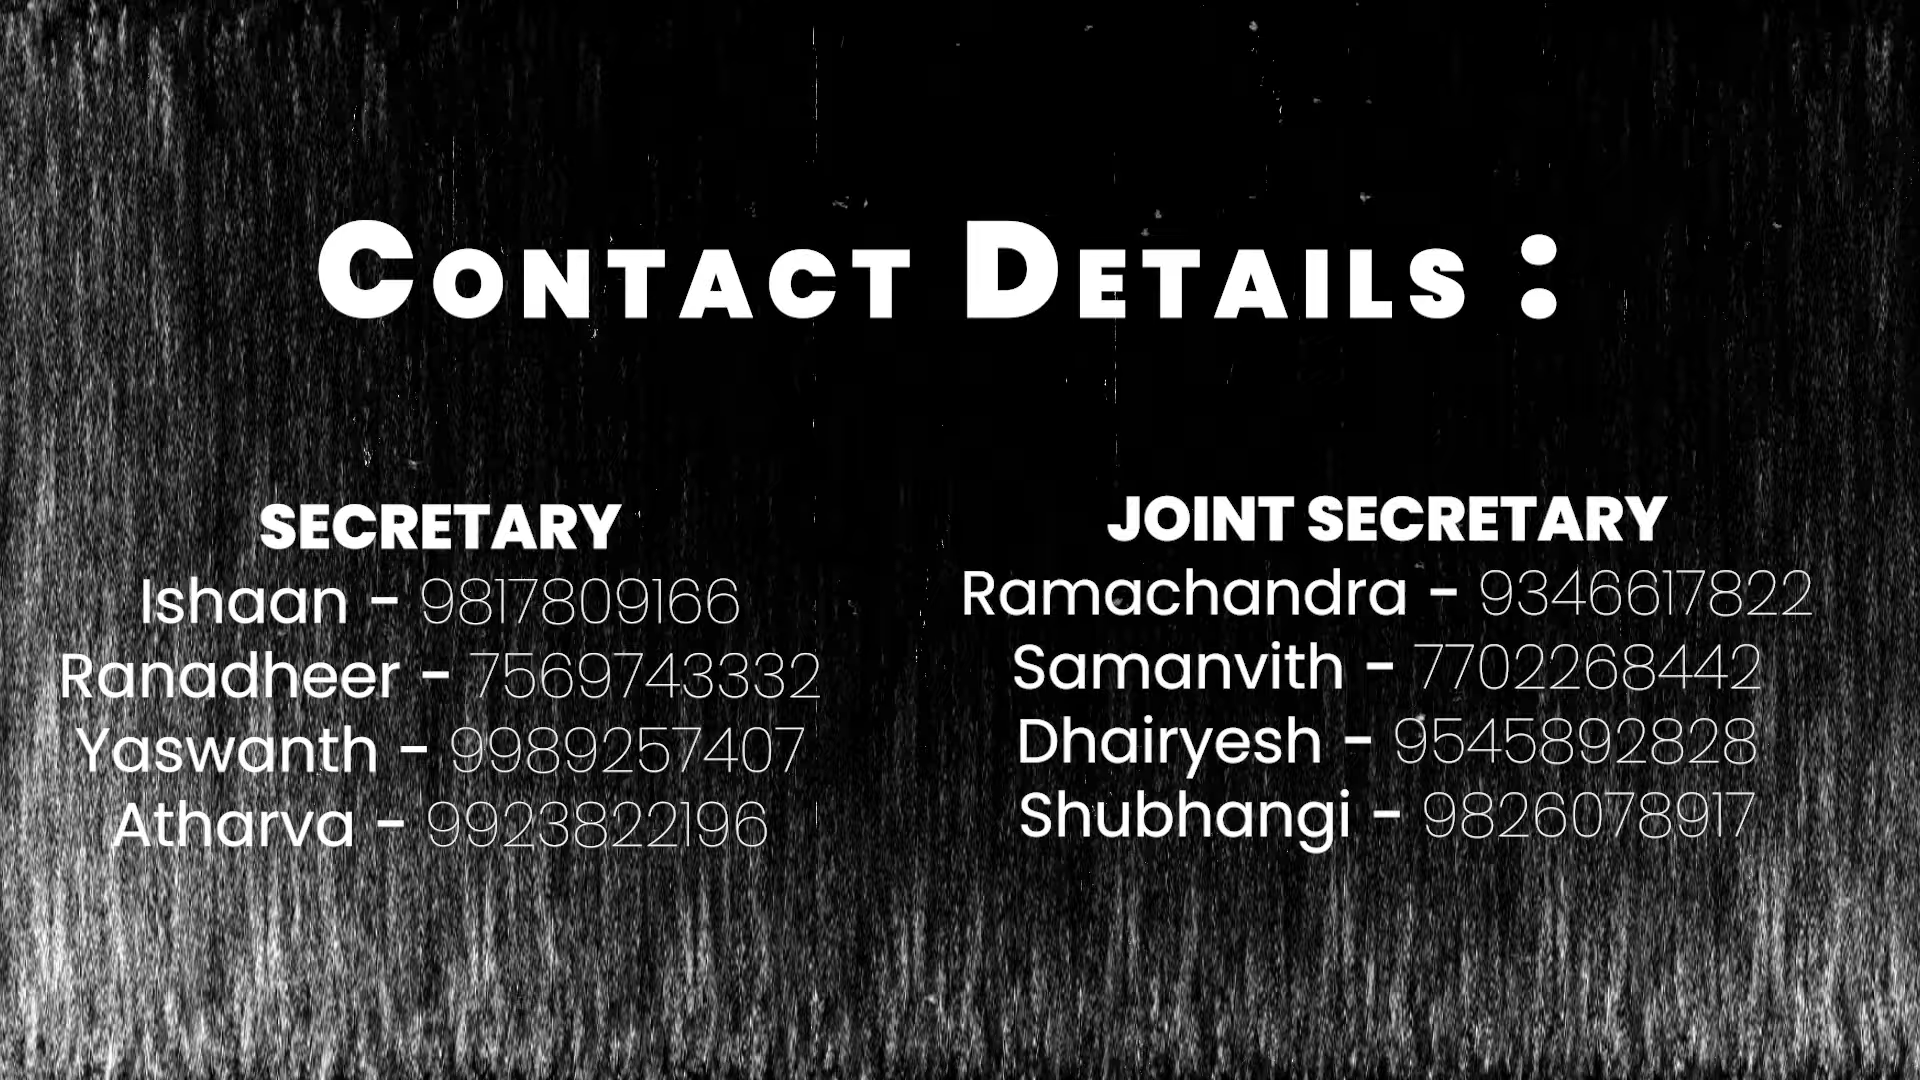 Contact Details :
SECRETARY
Ishaan - 9817809166
Ranadheer - 7569743332
Yaswanth - 9989257407
Atharva - 9923822196
JOINT SECRETARY
Ramachandra - 9346617822
Samanvith - 7702268442
Dhairyesh - 9545892828
Shubhangi - 9826078917